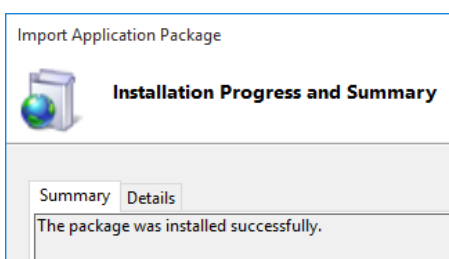 Import Application Package
Installation Progress and Summary
Summary Details
The package was installed successfully.